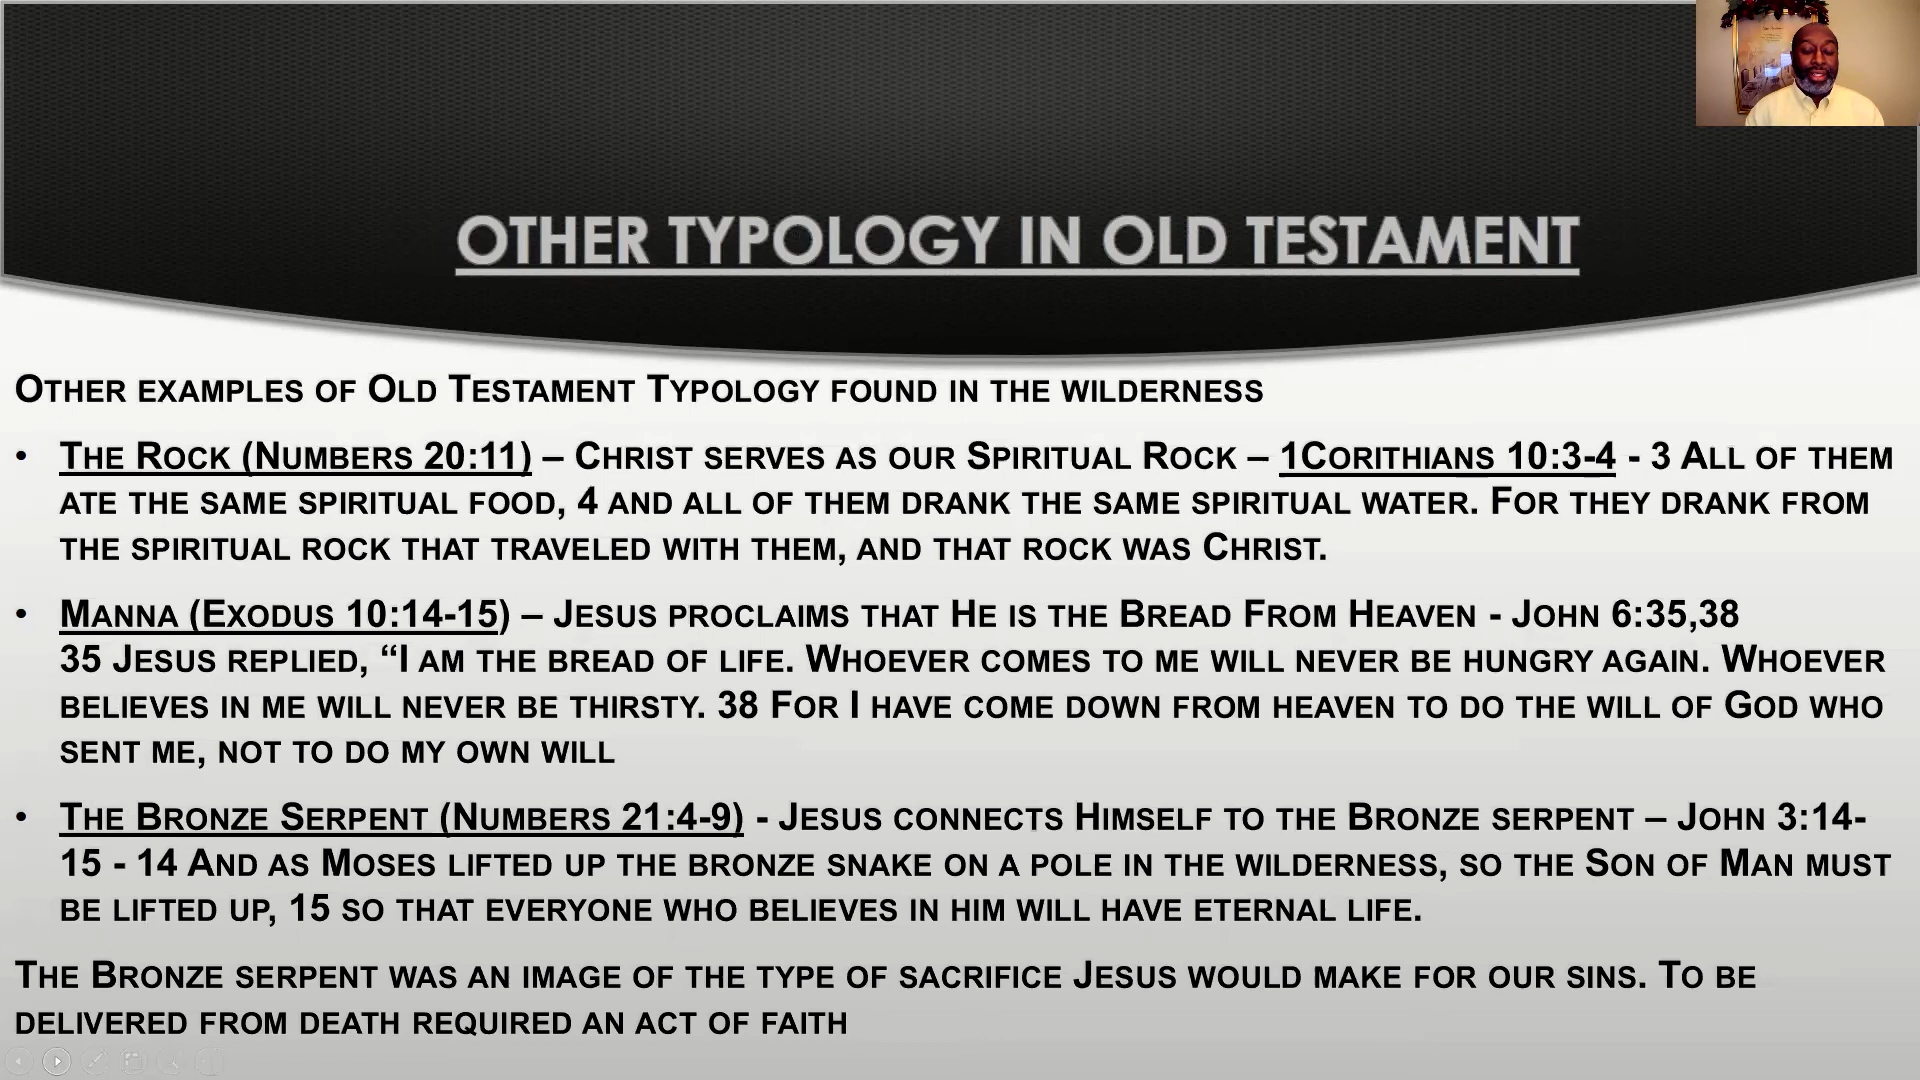 OTHER TYPOLOGY IN OLD TESTAMENT
OTHER EXAMPLES OF OLD TESTAMENT TYPOLOGY FOUND IN THE WILDERNESS
• THE ROCK (NUMBERS 20:11) – CHRIST SERVES AS OUR SPIRITUAL ROCK – 1CORITHIANS 10:3-4 - 3 ALL OF THEM
ATE THE SAME SPIRITUAL FOOD, 4 AND ALL OF THEM DRANK THE SAME SPIRITUAL WATER. FOR THEY DRANK FROM
THE SPIRITUAL ROCK THAT TRAVELED WITH THEM, AND THAT ROCK WAS CHRIST.
• MANNA (EXODUS 10:14-15) – JESUS PROCLAIMS THAT HE IS THE BREAD FROM HEAVEN - JOHN 6:35,38
35 JESUS REPLIED, “I AM THE BREAD OF LIFE. WHOEVER COMES TO ME WILL NEVER BE HUNGRY AGAIN. WHOEVER
BELIEVES IN ME WILL NEVER BE THIRSTY. 38 FOR I HAVE COME DOWN FROM HEAVEN TO DO THE WILL OF GOD WHO
SENT ME, NOT TO DO MY OWN WILL
• THE BRONZE SERPENT (NUMBERS 21:4-9) - JESUS CONNECTS HIMSELF TO THE BRONZE SERPENT – JOHN 3:14-
15 - 14 AND AS MOSES LIFTED UP THE BRONZE SNAKE ON A POLE IN THE WILDERNESS, SO THE SON OF MAN MUST
BE LIFTED UP, 15 SO THAT EVERYONE WHO BELIEVES IN HIM WILL HAVE ETERNAL LIFE.
THE BRONZE SERPENT WAS AN IMAGE OF THE TYPE OF SACRIFICE JESUS WOULD MAKE FOR OUR SINS. TO BE
DELIVERED FROM DEATH REQUIRED AN ACT OF FAITH